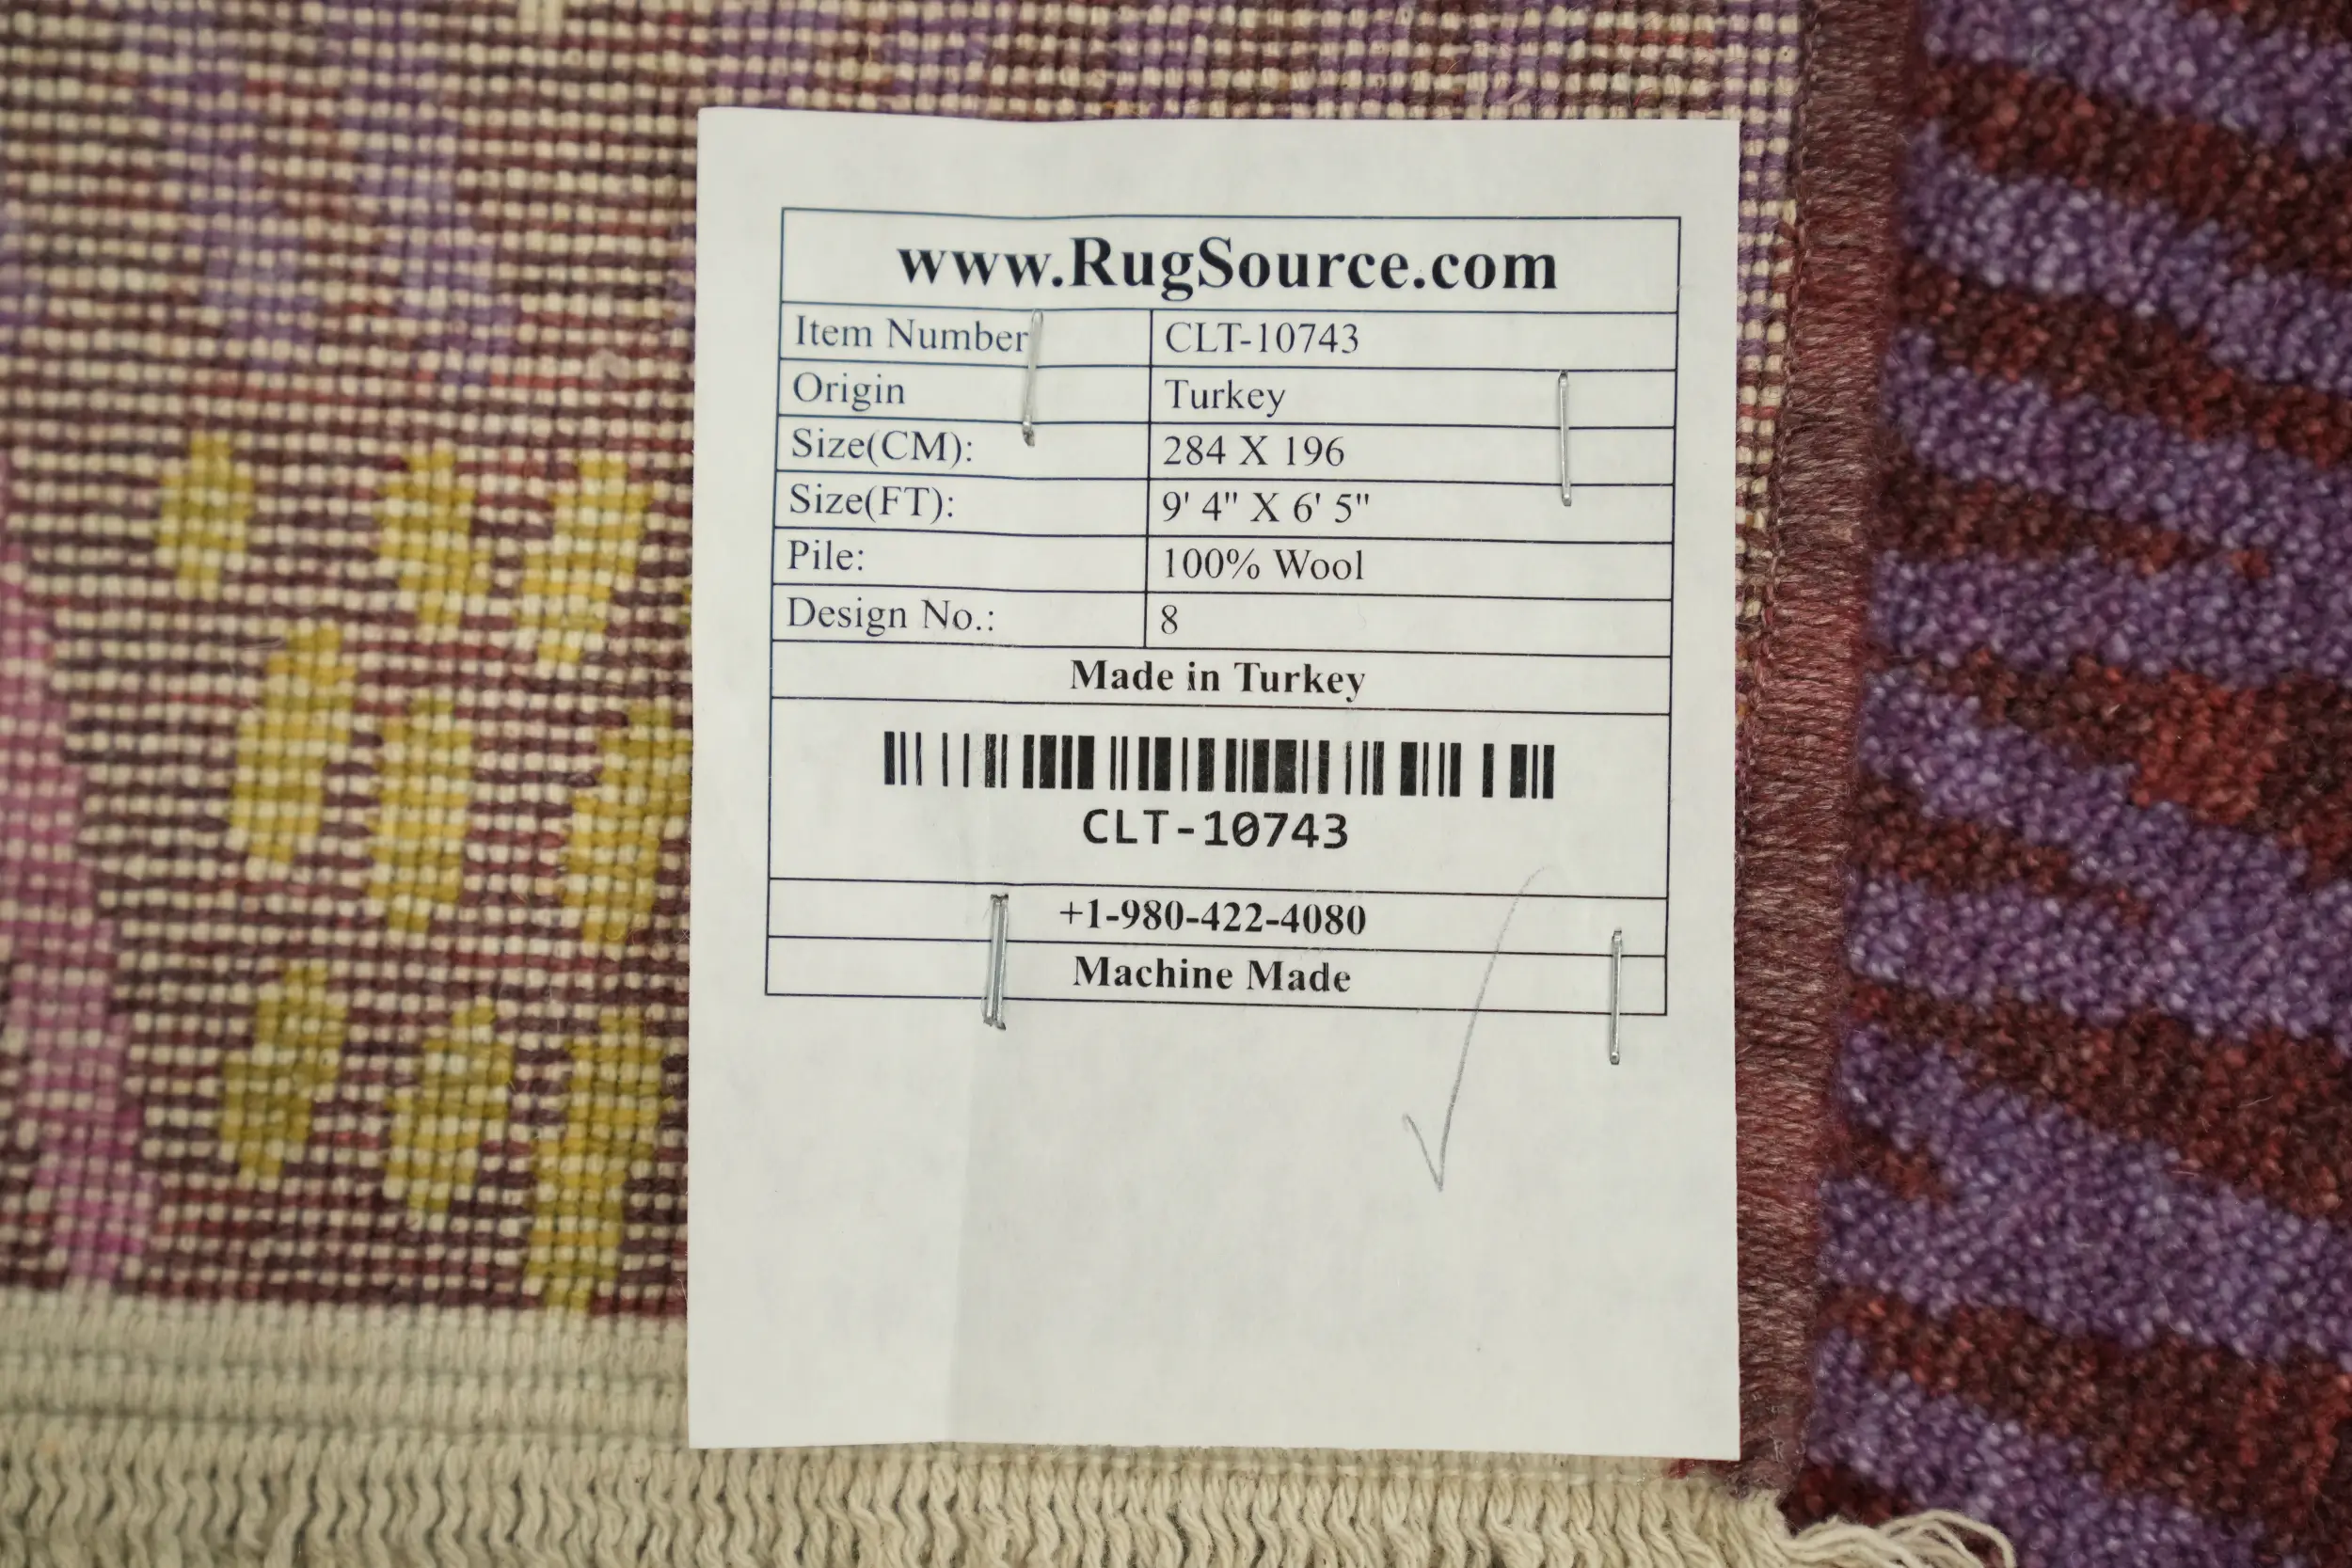 www.RugSource.com
Item Number CLT-10743
Origin Turkey
Size(CM): 284 X 196
Size(FT): 9' 4" X 6' 5"
Pile: 100% Wool
Design No.: 8
Made in Turkey
CLT-10743
+1-980-422-4080
Machine Made